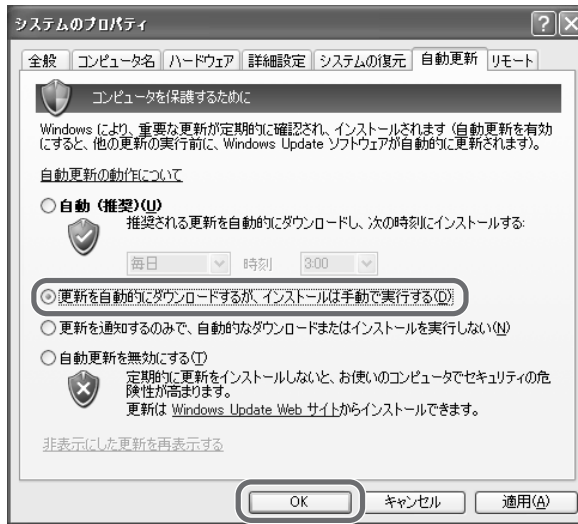 システムのプロパティ
全般 コンピュータ名 ハードウェア 詳細設定 システムの復元 自動更新 リモート
コンピュータを保護するために
Windows により、重要な更新が定期的に確認され、インストールされます (自動更新を有効
にすると、他の更新の実行前に、Windows Update ソフトウェアが自動的に更新されます)。
自動更新の動作について
自動 (推奨)(U)
推奨される更新を自動的にダウンロードし、次の時刻にインストールする:
毎日 時刻 3:00
更新を自動的にダウンロードするが、インストールは手動で実行する(D)
更新を通知するのみで、自動的なダウンロードまたはインストールを実行しない(N)
自動更新を無効にする(T)
定期的に更新をインストールしないと、お使いのコンピュータでセキュリティの危
険性が高まります。
更新は Windows Update Web サイトからインストールできます。
非表示にした更新を再表示する
OK キャンセル 適用(A)